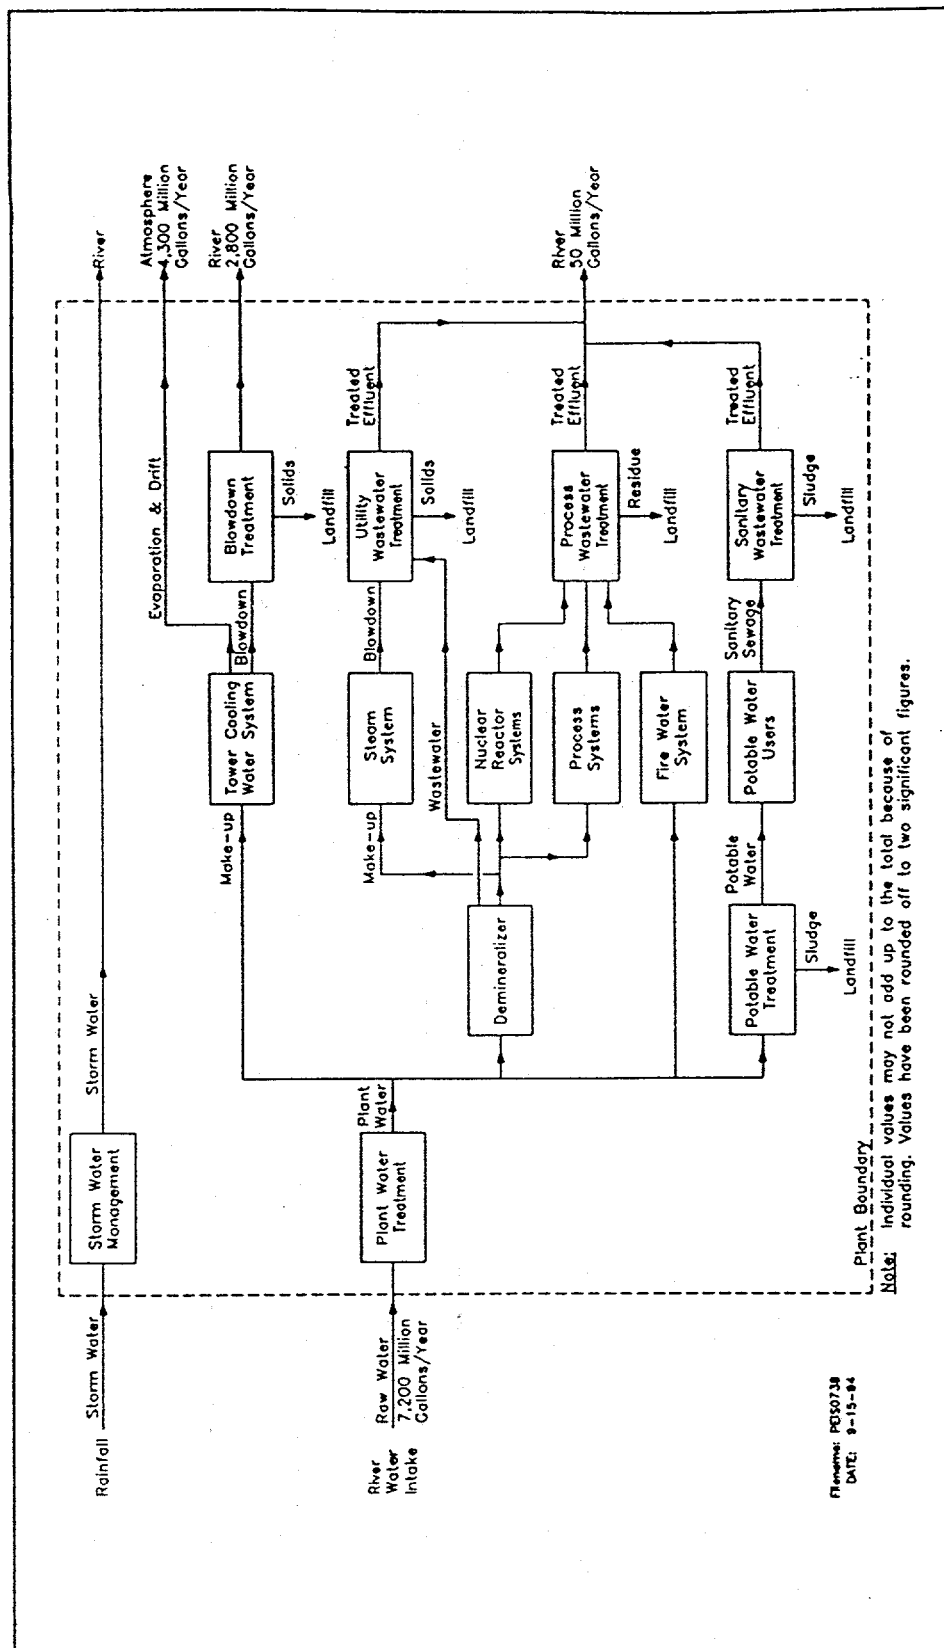 Rainfall
Storm Water
Storm Water
Management
Storm Water
River
Evaparation & Drift
Atmosphere
4,300 Million
Gallons/Year
River
2,800 Million
Gallons/Year
River
Water
Intake
Raw Water
7,200 Million
Gallons/Year
Plant Water
Treatment
Plant
Water
Make-up
Tower Cooling
Water System
Blowdown
Blowdown
Treatment
Solids
Landfill
Make-up
Steam
System
Blowdown
Utility
Wastewater
Treatment
Solids
Landfill
Treated
Effluent
Wastewater
Demineralizer
Nuclear
Reactor
Systems
Process
Systems
Fire Water
System
Process
Wastewater
Treatment
Residue
Landfill
Treated
Effluent
River
50 Million
Gallons/Year
Potable Water
Treatment
Sludge
Landfill
Potable
Water
Potable Water
Users
Sanitary
Sewage
Sanitary
Wastewater
Treatment
Sludge
Landfill
Treated
Effluent
Plant Boundary
Note: Individual values may not add up to the total because of
rounding. Values have been rounded off to two significant figures.
Filename: PEIS0738
DATE: 9-15-94